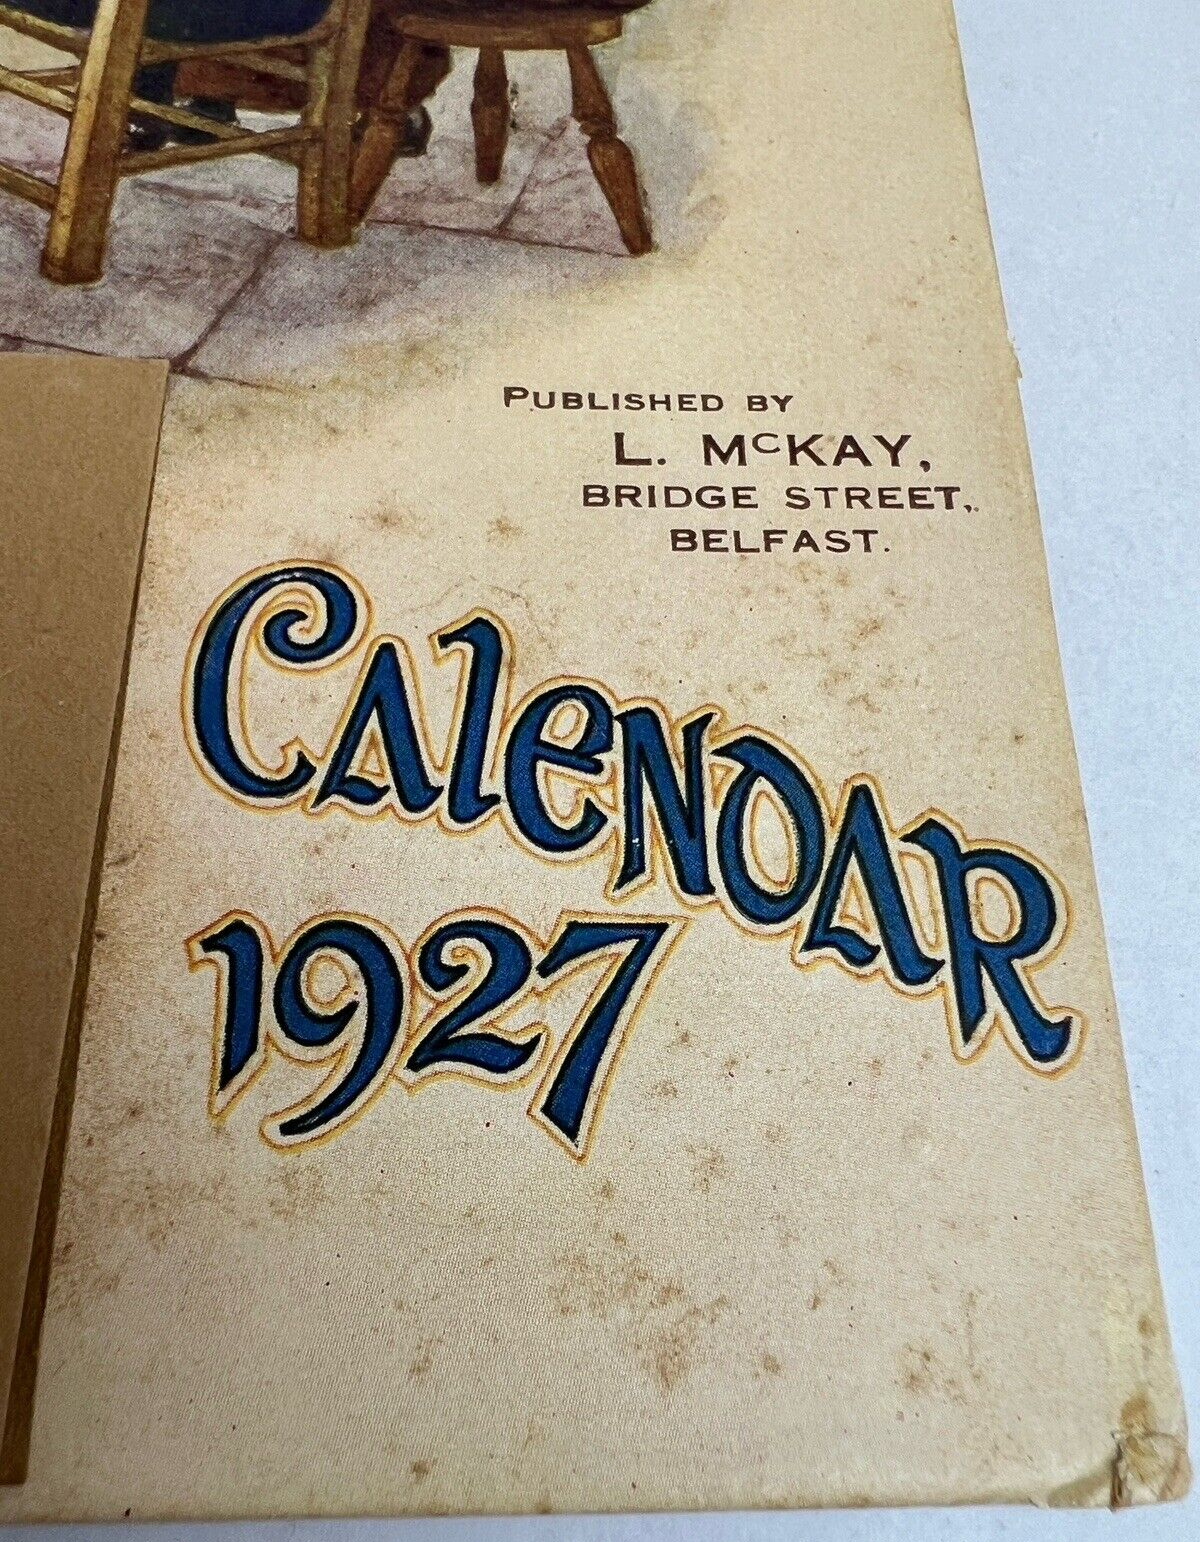 PUBLISHED BY
L. McKAY,
BRIDGE STREET,
BELFAST.
CALENDAR
1927